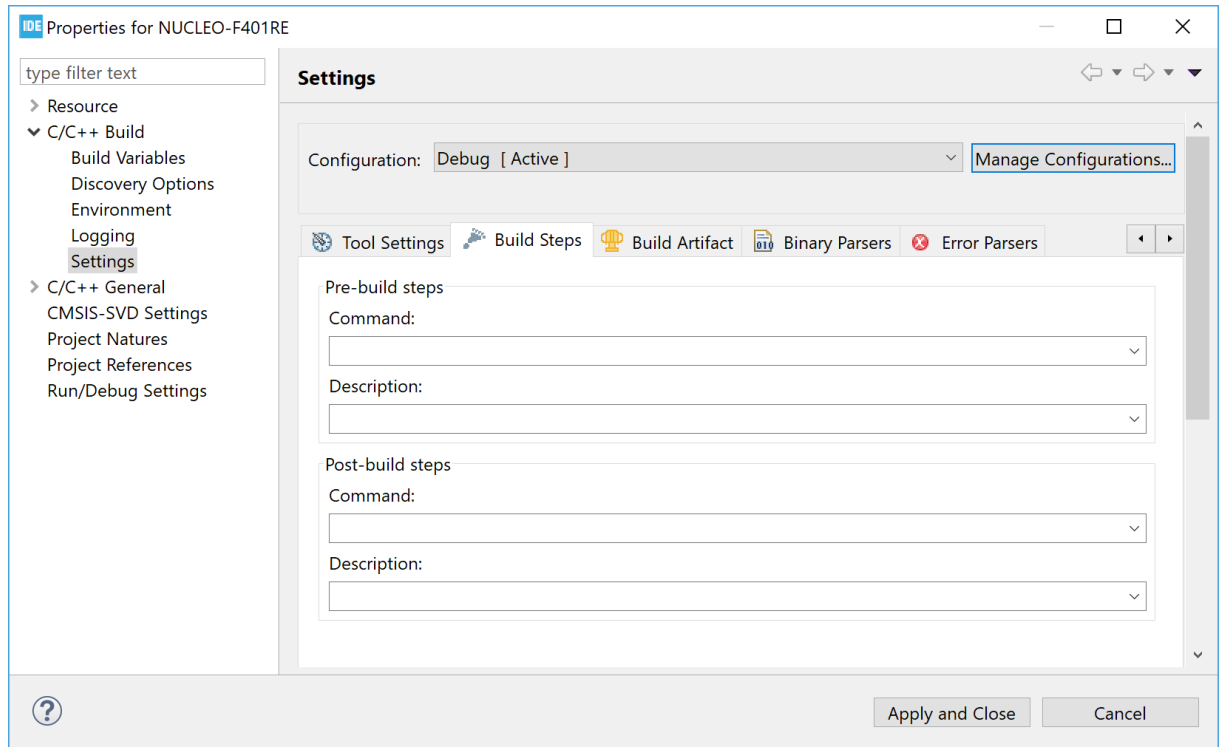 IDE Properties for NUCLEO-F401RE
type filter text
Resource
C/C++ Build
Build Variables
Discovery Options
Environment
Logging
Settings
C/C++ General
CMSIS-SVD Settings
Project Natures
Project References
Run/Debug Settings
Settings
Configuration: Debug [ Active ] Manage Configurations...
Tool Settings Build Steps Build Artifact 010 Binary Parsers Error Parsers
Pre-build steps
Command:
Description:
Post-build steps
Command:
Description:
? Apply and Close Cancel